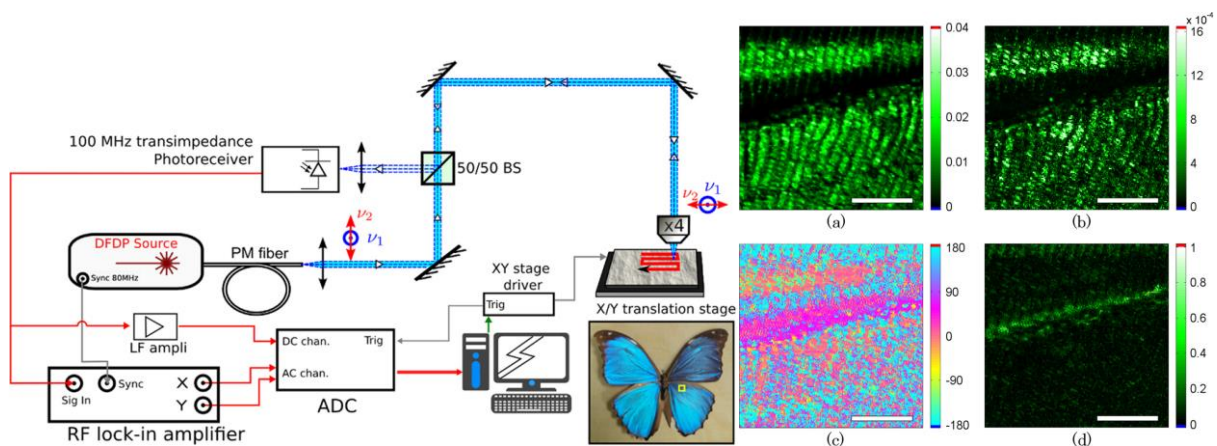 100 MHz transimpedance
Photoreceiver
50/50 BS
ν2
ν1
ν2
ν1
x4
DFDP Source
Sync 80MHz
PM fiber
XY stage
driver
Trig
X/Y translation stage
LF ampli
DC chan.
Trig
AC chan.
ADC
X
Y
Sig In
Sync
RF lock-in amplifier
0.04
0.03
0.02
0.01
0
(a)
x 10-4
16
12
8
4
0
(b)
180
90
0
-90
-180
(c)
1
0.8
0.6
0.4
0.2
0
(d)